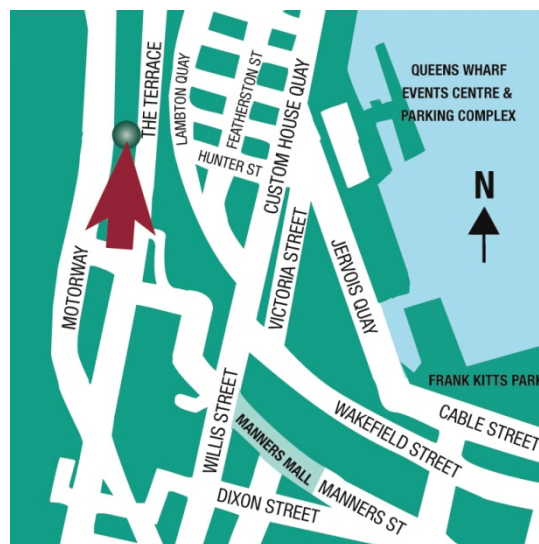 THE TERRACE
LAMBTON QUAY
FEATHERSTON ST
HUNTER ST
CUSTOM HOUSE QUAY
QUEENS WHARF
EVENTS CENTRE &
PARKING COMPLEX
N
MOTORWAY
VICTORIA STREET
JERVOIS QUAY
FRANK KITTS PARK
CABLE STREET
WAKEFIELD STREET
WILLIS STREET
MANNERS MALL
MANNERS ST
DIXON STREET